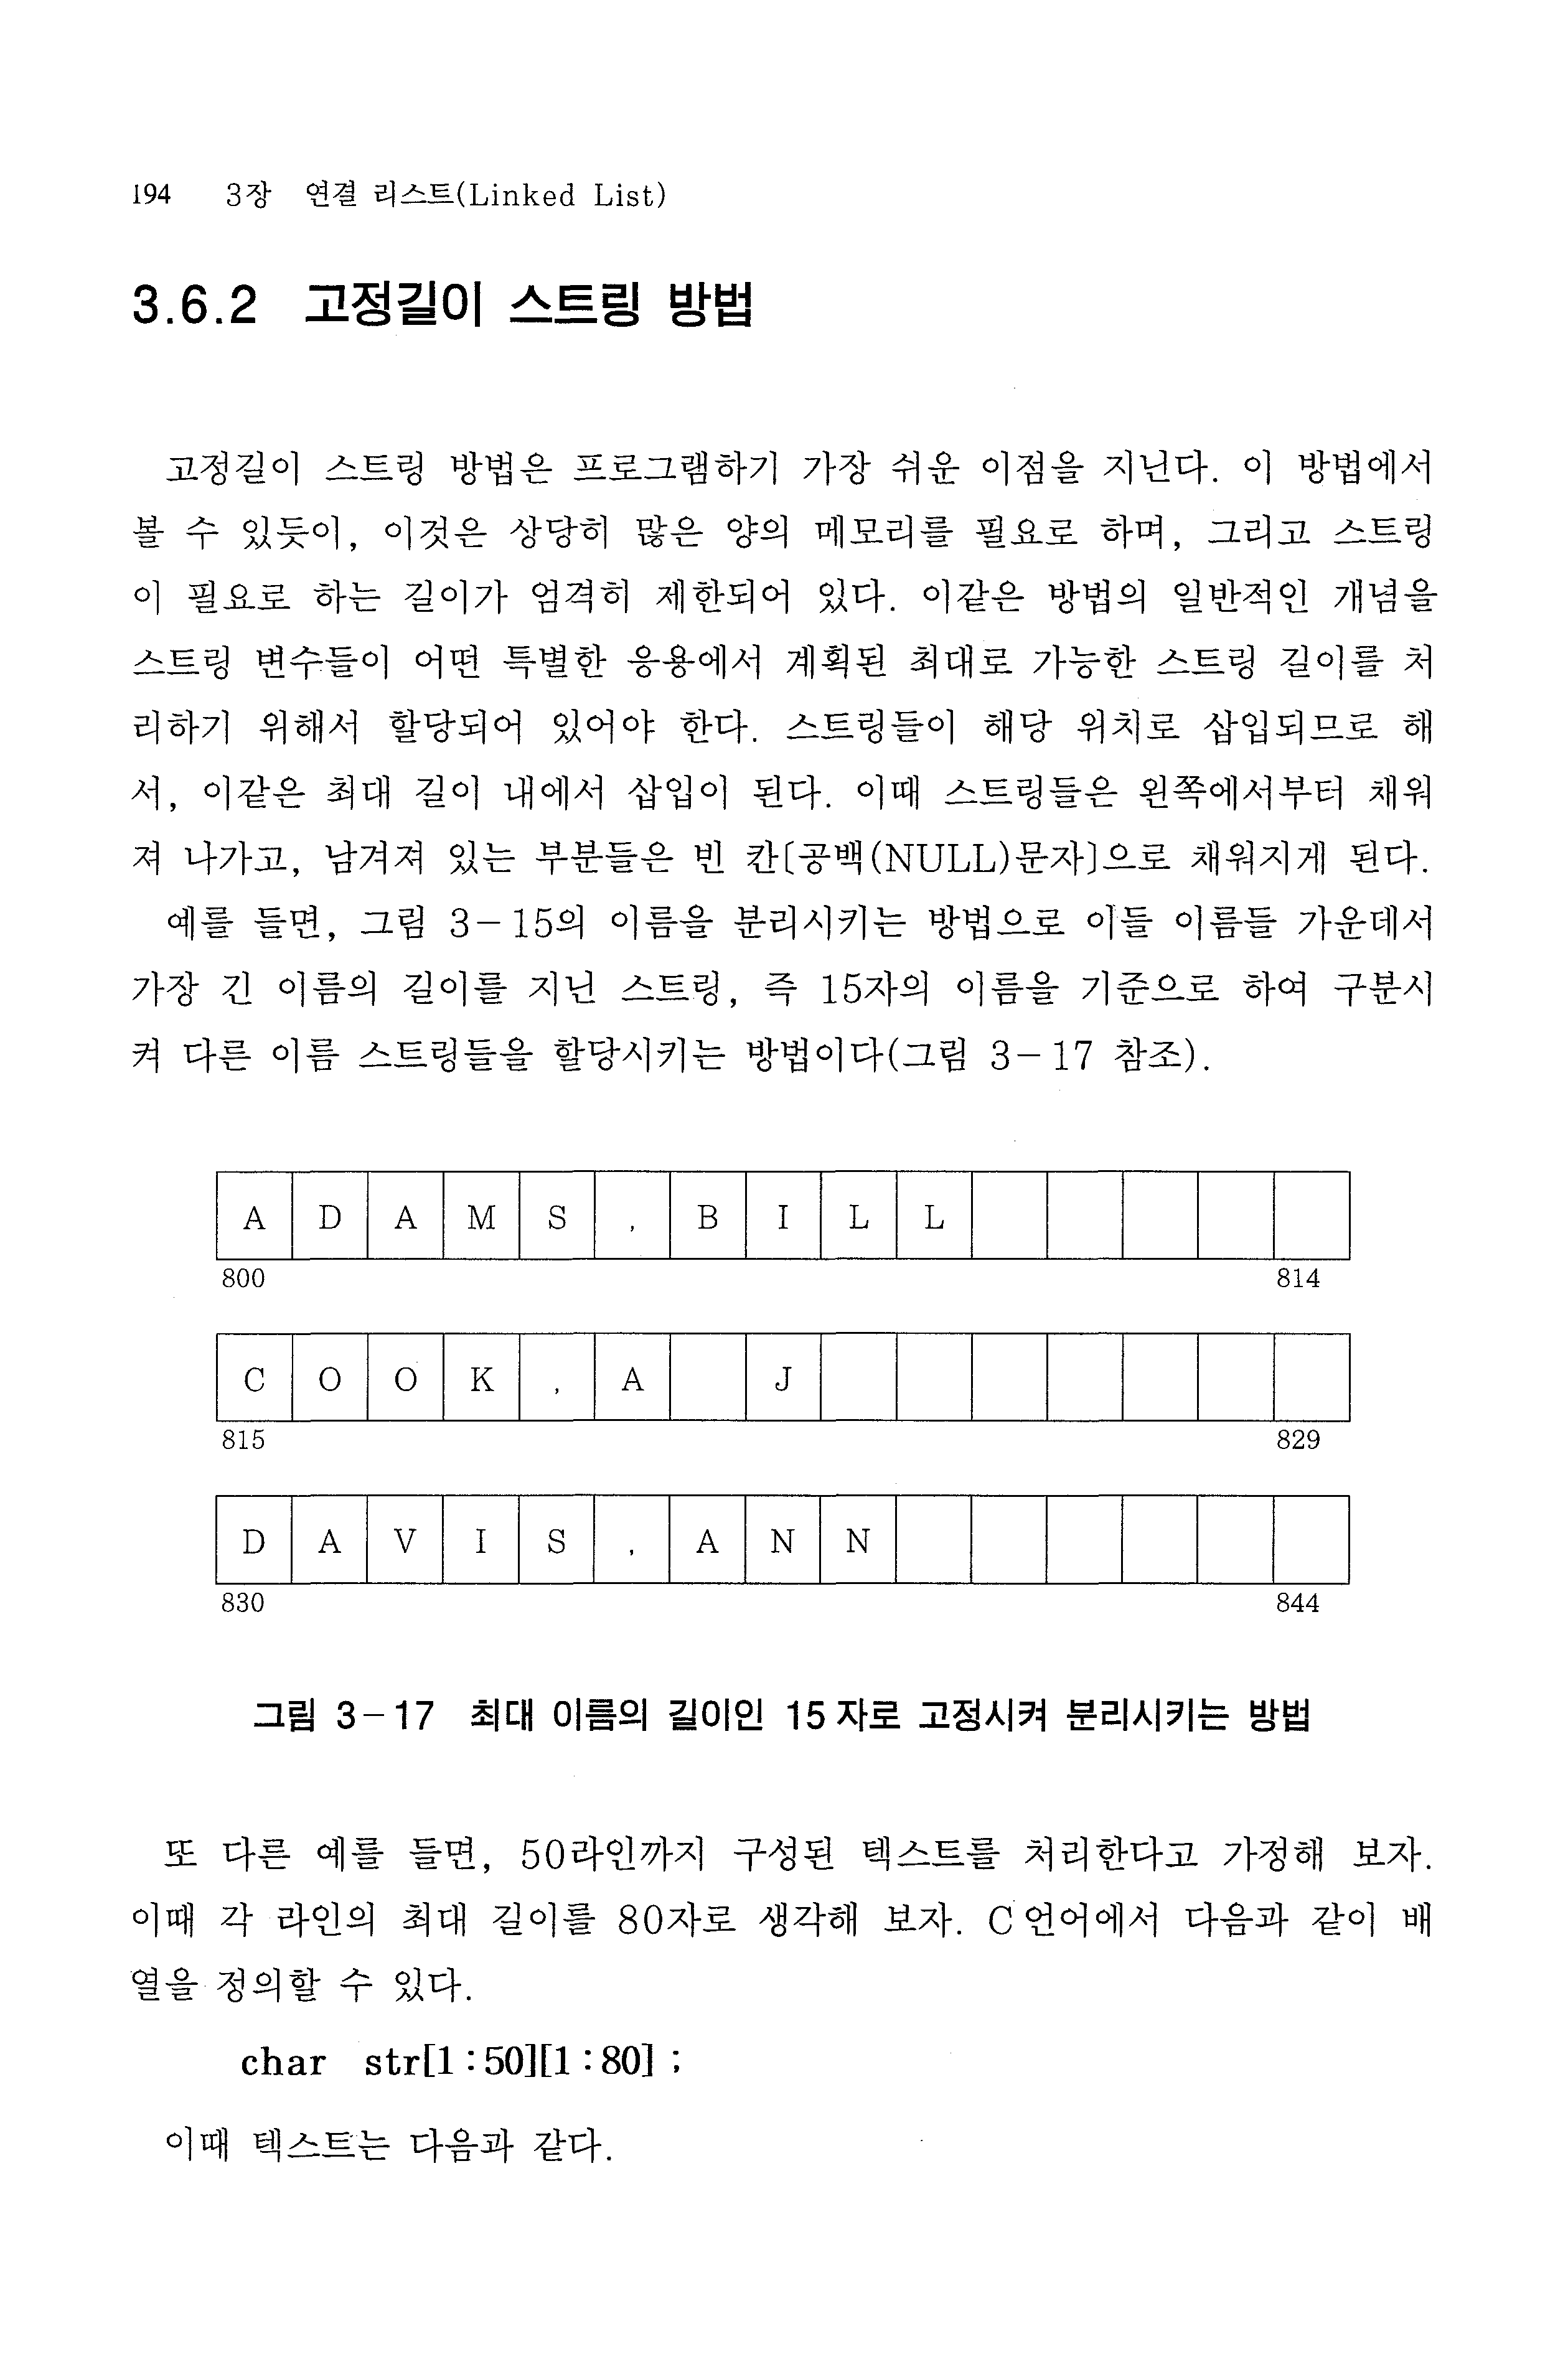 194 3장 연결 리스트(Linked List)
3.6.2 고정길이 스트링 방법
고정길이 스트링 방법은 프로그램하기 가장 쉬운 이점을 지닌다. 이 방법에서
볼 수 있듯이, 이것은 상당히 많은 양의 메모리를 필요로 하며, 그리고 스트링
이 필요로 하는 길이가 엄격히 제한되어 있다. 이같은 방법의 일반적인 개념을
스트링 변수들이 어떤 특별한 응용에서 계획된 최대로 가능한 스트링 길이를 처
리하기 위해서 할당되어 있어야 한다. 스트링들이 해당 위치로 삽입되므로 해
서, 이같은 최대 길이 내에서 삽입이 된다. 이때 스트링들은 왼쪽에서부터 채워
져 나가고, 남겨져 있는 부분들은 빈 칸[공백(NULL)문자]으로 채워지게 된다.
예를 들면, 그림 3-15의 이름을 분리시키는 방법으로 이들 이름들 가운데서
가장 긴 이름의 길이를 지닌 스트링, 즉 15자의 이름을 기준으로 하여 구분시
켜 다른 이름 스트링들을 할당시키는 방법이다(그림 3-17 참조).
A D A M S , B I L L
800 814
C O O K , A J
815 829
D A V I S , A N N
830 844
그림 3-17 최대 이름의 길이인 15자로 고정시켜 분리시키는 방법
또 다른 예를 들면, 50라인까지 구성된 텍스트를 처리한다고 가정해 보자.
이때 각 라인의 최대 길이를 80자로 생각해 보자. C언어에서 다음과 같이 배
열을 정의할 수 있다.
char str[1:50][1:80];
이때 텍스트는 다음과 같다.